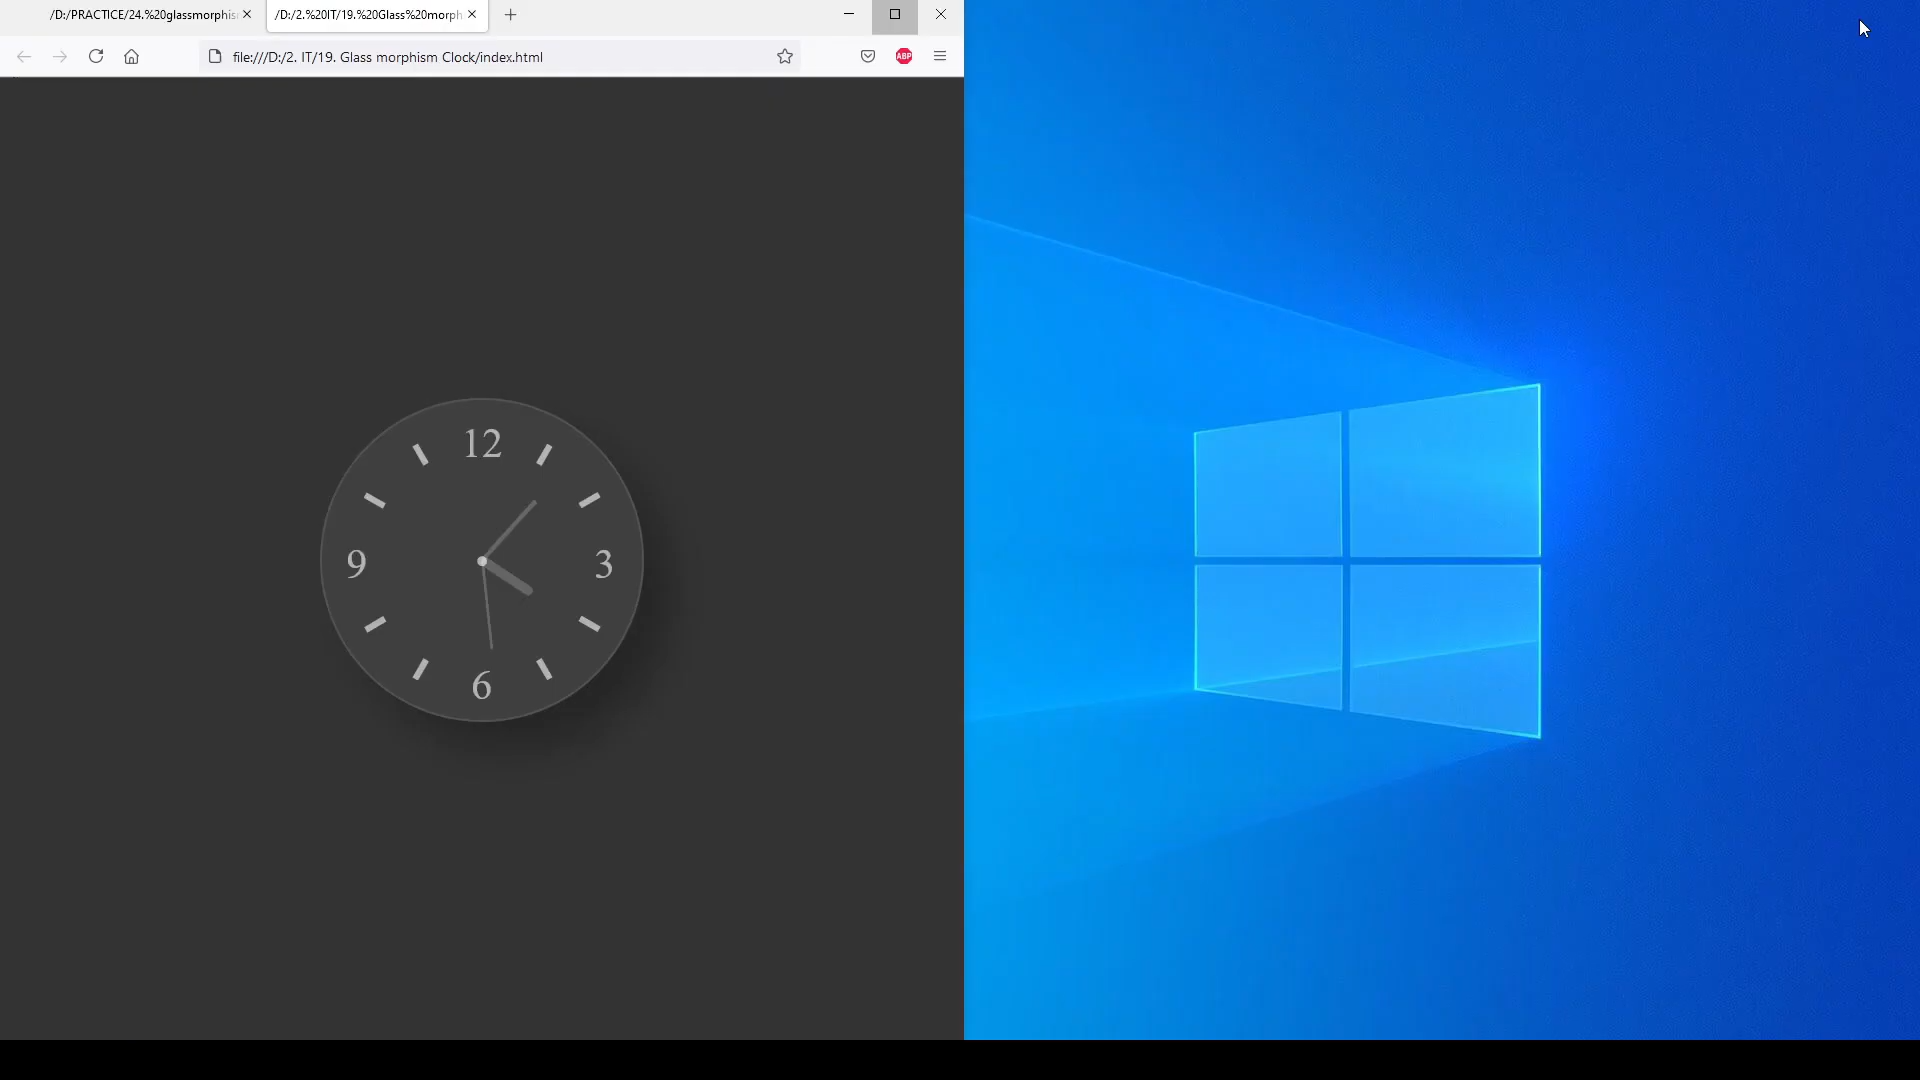 /D:/PRACTICE/24.%20glassmorphis
/D:/2.%20IT/19.%20Glass%20morph
file:///D:/2. IT/19. Glass morphism Clock/index.html
ABP
12
9
3
6